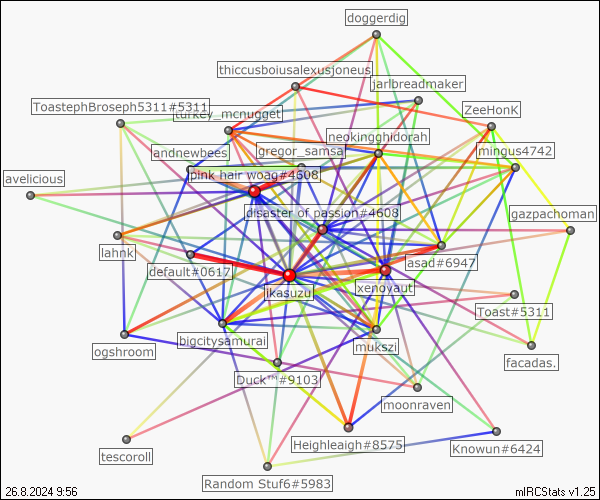 doggerdig
thiccusboiusalexusjoneus
jarlbreadmaker
ToastephBroseph5311#5311
turkey_mcnugget
ZeeHonK
neokingghidorah
andnewbees
gregor_samsa
mingus4742
avelicious
pink hair woag#4608
disaster of passion#4608
gazpachoman
lahnk
default#0617
asad#6947
ikasuzu
xenoyaut
Toast#5311
ogshroom
bigcitysamurai
mukszi
facadas.
Duck™#9103
moonraven
Heighleaigh#8575
Knowun#6424
tescoroll
Random Stuf6#5983
26.8.2024 9:56
mIRCStats v1.25